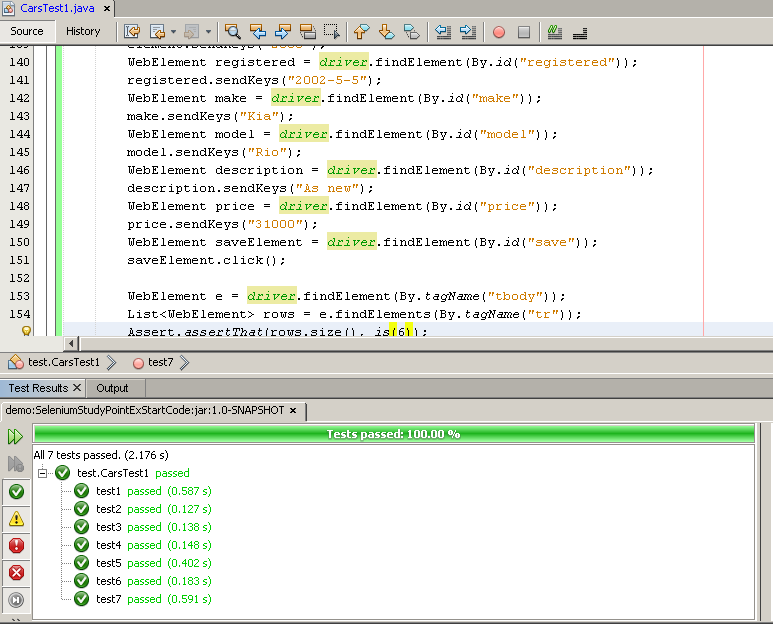 CarsTest1.java
Source History
element.sendKeys("2000");
140 WebElement registered = driver.findElement(By.id("registered"));
141 registered.sendKeys("2002-5-5");
142 WebElement make = driver.findElement(By.id("make"));
143 make.sendKeys("Kia");
144 WebElement model = driver.findElement(By.id("model"));
145 model.sendKeys("Rio");
146 WebElement description = driver.findElement(By.id("description"));
147 description.sendKeys("As new");
148 WebElement price = driver.findElement(By.id("price"));
149 price.sendKeys("31000");
150 WebElement saveElement = driver.findElement(By.id("save"));
151 saveElement.click();
152
153 WebElement e = driver.findElement(By.tagName("tbody"));
154 List<WebElement> rows = e.findElements(By.tagName("tr"));
Assert.assertThat(rows.size(), is(6));
test.CarsTest1 test7
Test Results Output
demo:SeleniumStudyPointExStartCode:jar:1.0-SNAPSHOT
Tests passed: 100.00 %
All 7 tests passed. (2.176 s)
test.CarsTest1 passed
test1 passed (0.587 s)
test2 passed (0.127 s)
test3 passed (0.138 s)
test4 passed (0.148 s)
test5 passed (0.402 s)
test6 passed (0.183 s)
test7 passed (0.591 s)